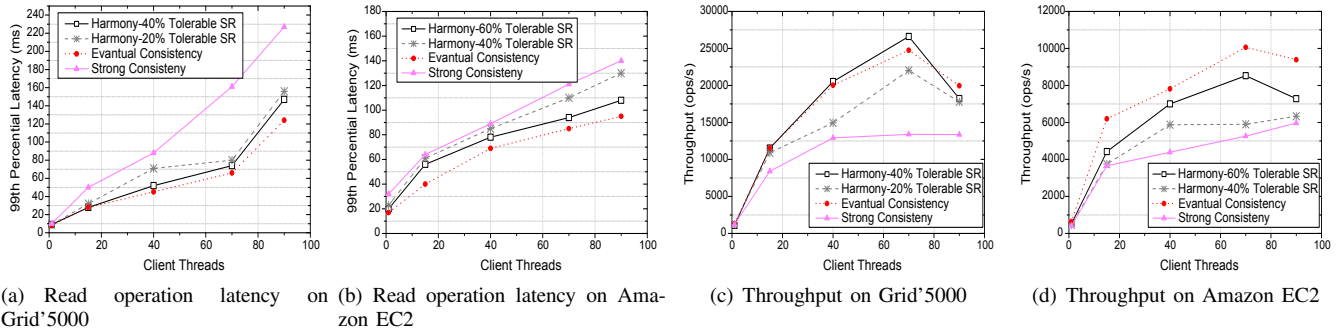 99th Percential Latency (ms)
240
220
200
180
160
140
120
100
80
60
40
20
0
Harmony-40% Tolerable SR
Harmony-20% Tolerable SR
Evantual Consistency
Strong Consisteny
0 20 40 60 80 100
Client Threads
(a) Read operation latency on
Grid'5000
99th Percential Latency (ms)
180
160
140
120
100
80
60
40
20
0
Harmony-60% Tolerable SR
Harmony-40% Tolerable SR
Evantual Consistency
Strong Consisteny
0 20 40 60 80 100
Client Threads
(b) Read operation latency on Ama-
zon EC2
Throughput (ops/s)
30000
25000
20000
15000
10000
5000
0
Harmony-40% Tolerable SR
Harmony-20% Tolerable SR
Evantual Consistency
Strong Consisteny
0 20 40 60 80 100
Client Threads
(c) Throughput on Grid'5000
Throughput (ops/s)
12000
10000
8000
6000
4000
2000
0
Harmony-60% Tolerable SR
Harmony-40% Tolerable SR
Evantual Consistency
Strong Consisteny
0 20 40 60 80 100
Client Threads
(d) Throughput on Amazon EC2